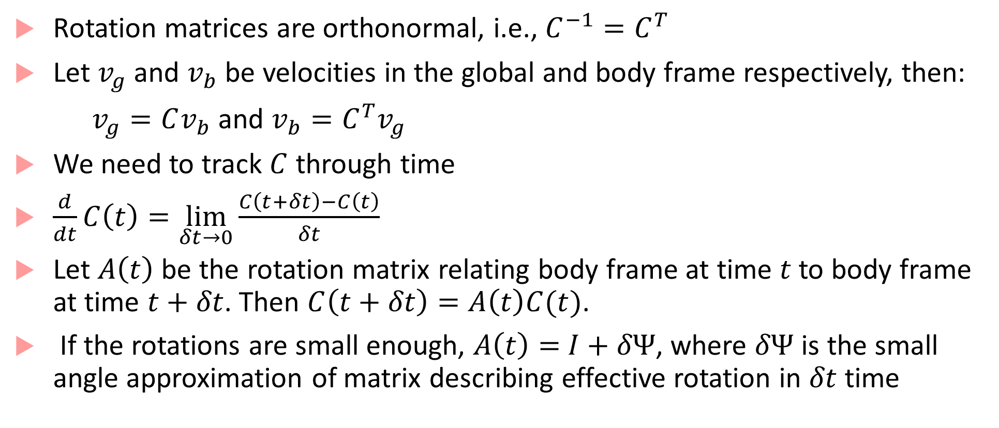 ▶ Rotation matrices are orthonormal, i.e., $C^{-1} = C^T$
▶ Let $v_g$ and $v_b$ be velocities in the global and body frame respectively, then:
$v_g = Cv_b$ and $v_b = C^T v_g$
▶ We need to track $C$ through time
▶ $\frac{d}{dt}C(t) = \lim_{\delta t \to 0} \frac{C(t+\delta t)-C(t)}{\delta t}$
▶ Let $A(t)$ be the rotation matrix relating body frame at time $t$ to body frame
at time $t + \delta t$. Then $C(t + \delta t) = A(t)C(t)$.
▶ If the rotations are small enough, $A(t) = I + \delta\Psi$, where $\delta\Psi$ is the small
angle approximation of matrix describing effective rotation in $\delta t$ time